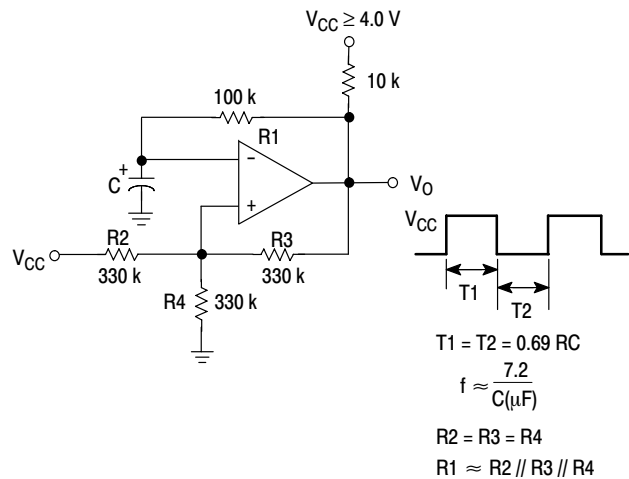 V_CC ≥ 4.0 V
10 k
100 k
R1
C
+
−
+
V_O
V_CC
R2
330 k
R3
330 k
R4
330 k
V_CC
T1
T2
T1 = T2 = 0.69 RC
f ≈ 7.2
C(μF)
R2 = R3 = R4
R1 ≈ R2 // R3 // R4